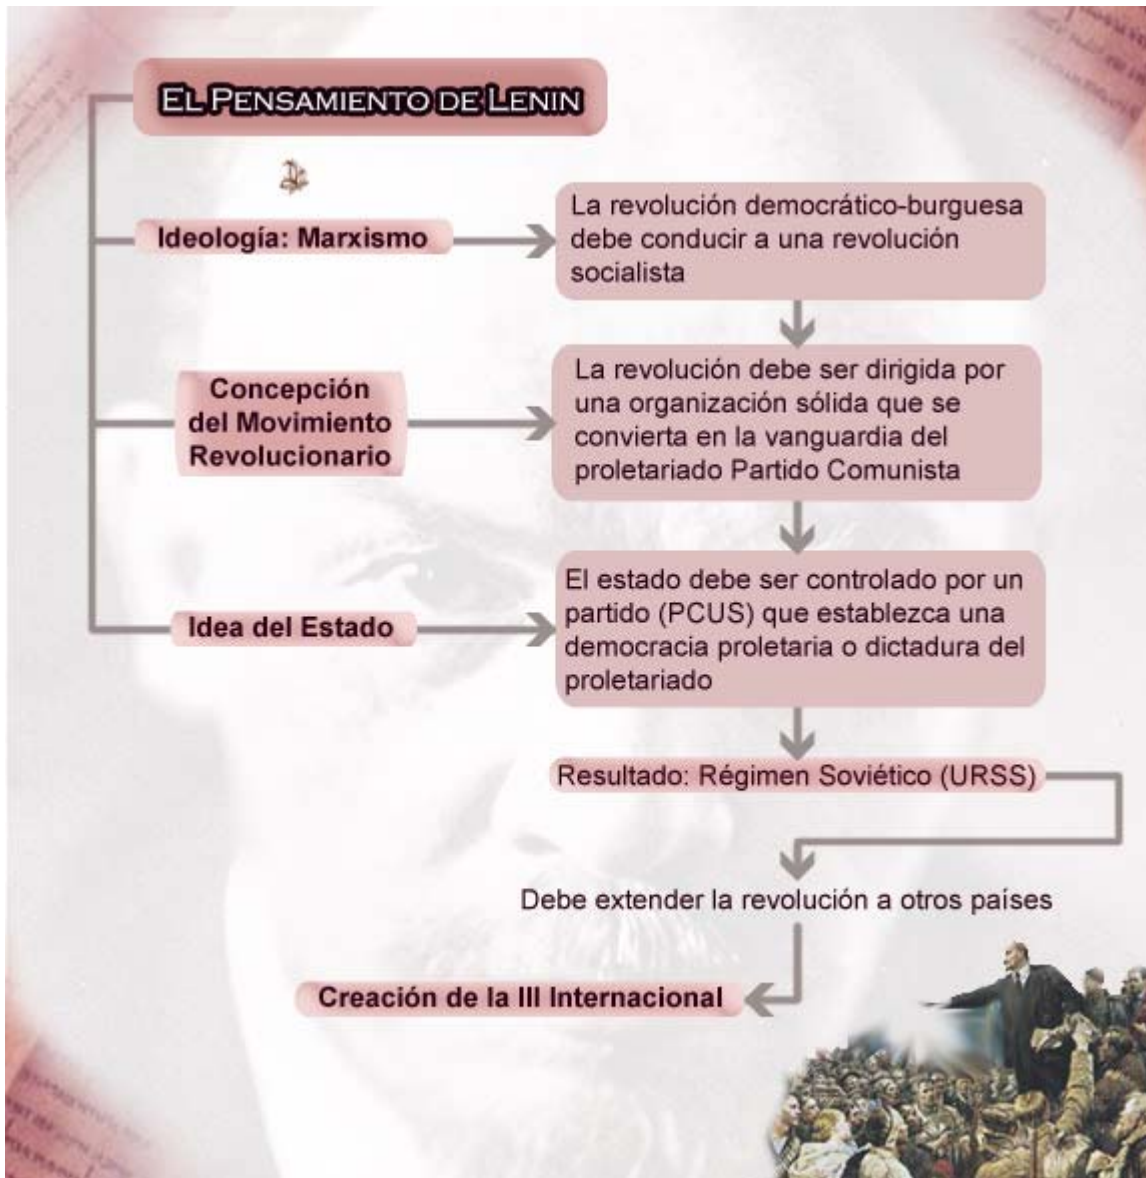 EL PENSAMIENTO DE LENIN
Ideología: Marxismo
La revolución democrático-burguesa
debe conducir a una revolución
socialista
Concepción
del Movimiento
Revolucionario
La revolución debe ser dirigida por
una organización sólida que se
convierta en la vanguardia del
proletariado Partido Comunista
Idea del Estado
El estado debe ser controlado por un
partido (PCUS) que establezca una
democracia proletaria o dictadura del
proletariado
Resultado: Régimen Soviético (URSS)
Debe extender la revolución a otros países
Creación de la III Internacional